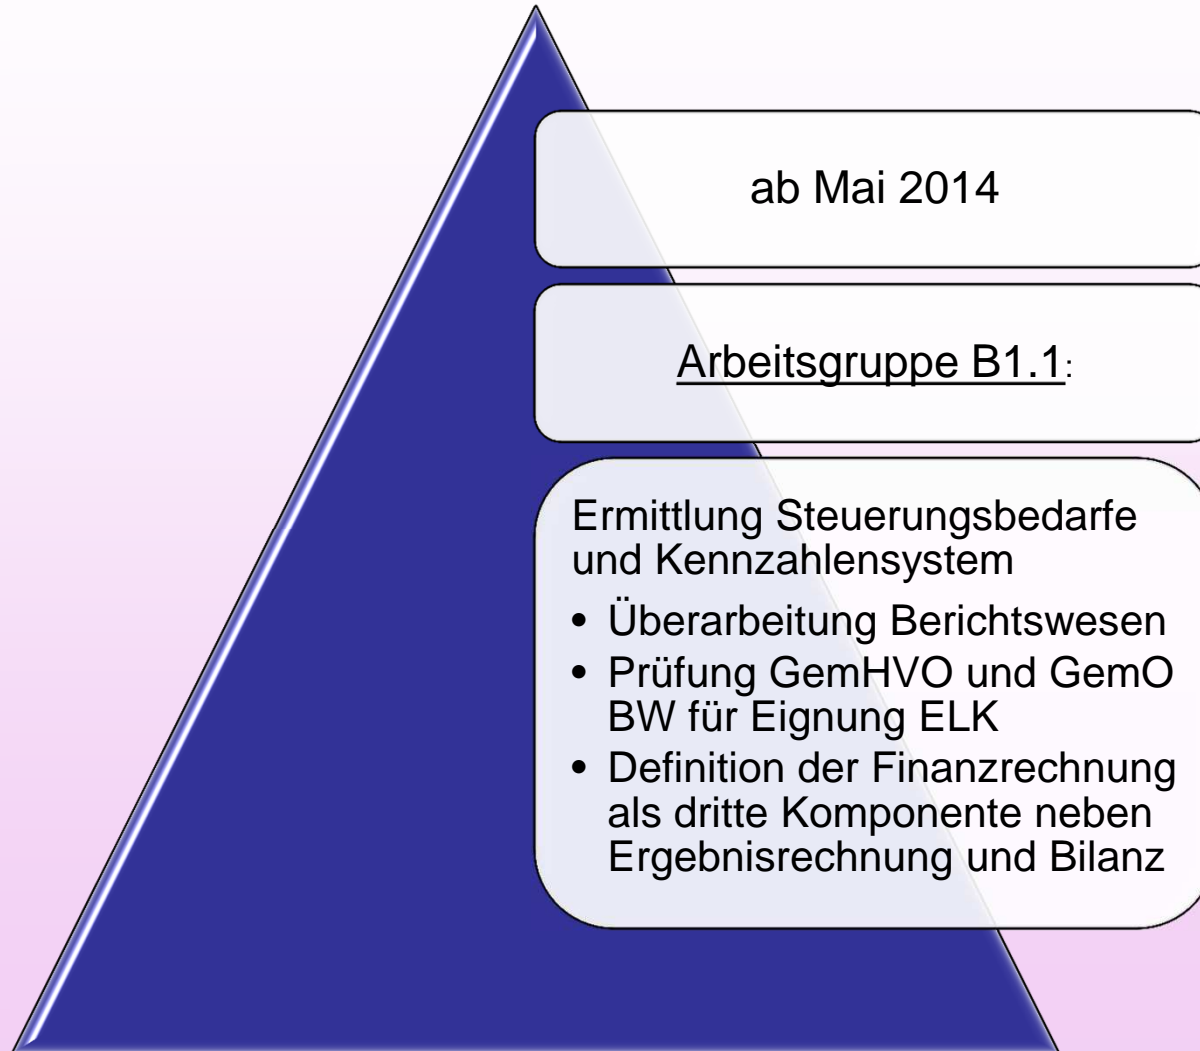 ab Mai 2014
Arbeitsgruppe B1.1:
Ermittlung Steuerungsbedarfe
und Kennzahlensystem
• Überarbeitung Berichtswesen
• Prüfung GemHVO und GemO
BW für Eignung ELK
• Definition der Finanzrechnung
als dritte Komponente neben
Ergebnisrechnung und Bilanz